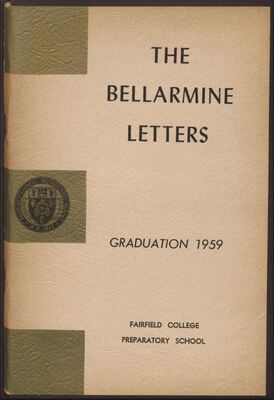 THE
BELLARMINE
LETTERS
GRADUATION 1959
FAIRFIELD COLLEGE
PREPARATORY SCHOOL